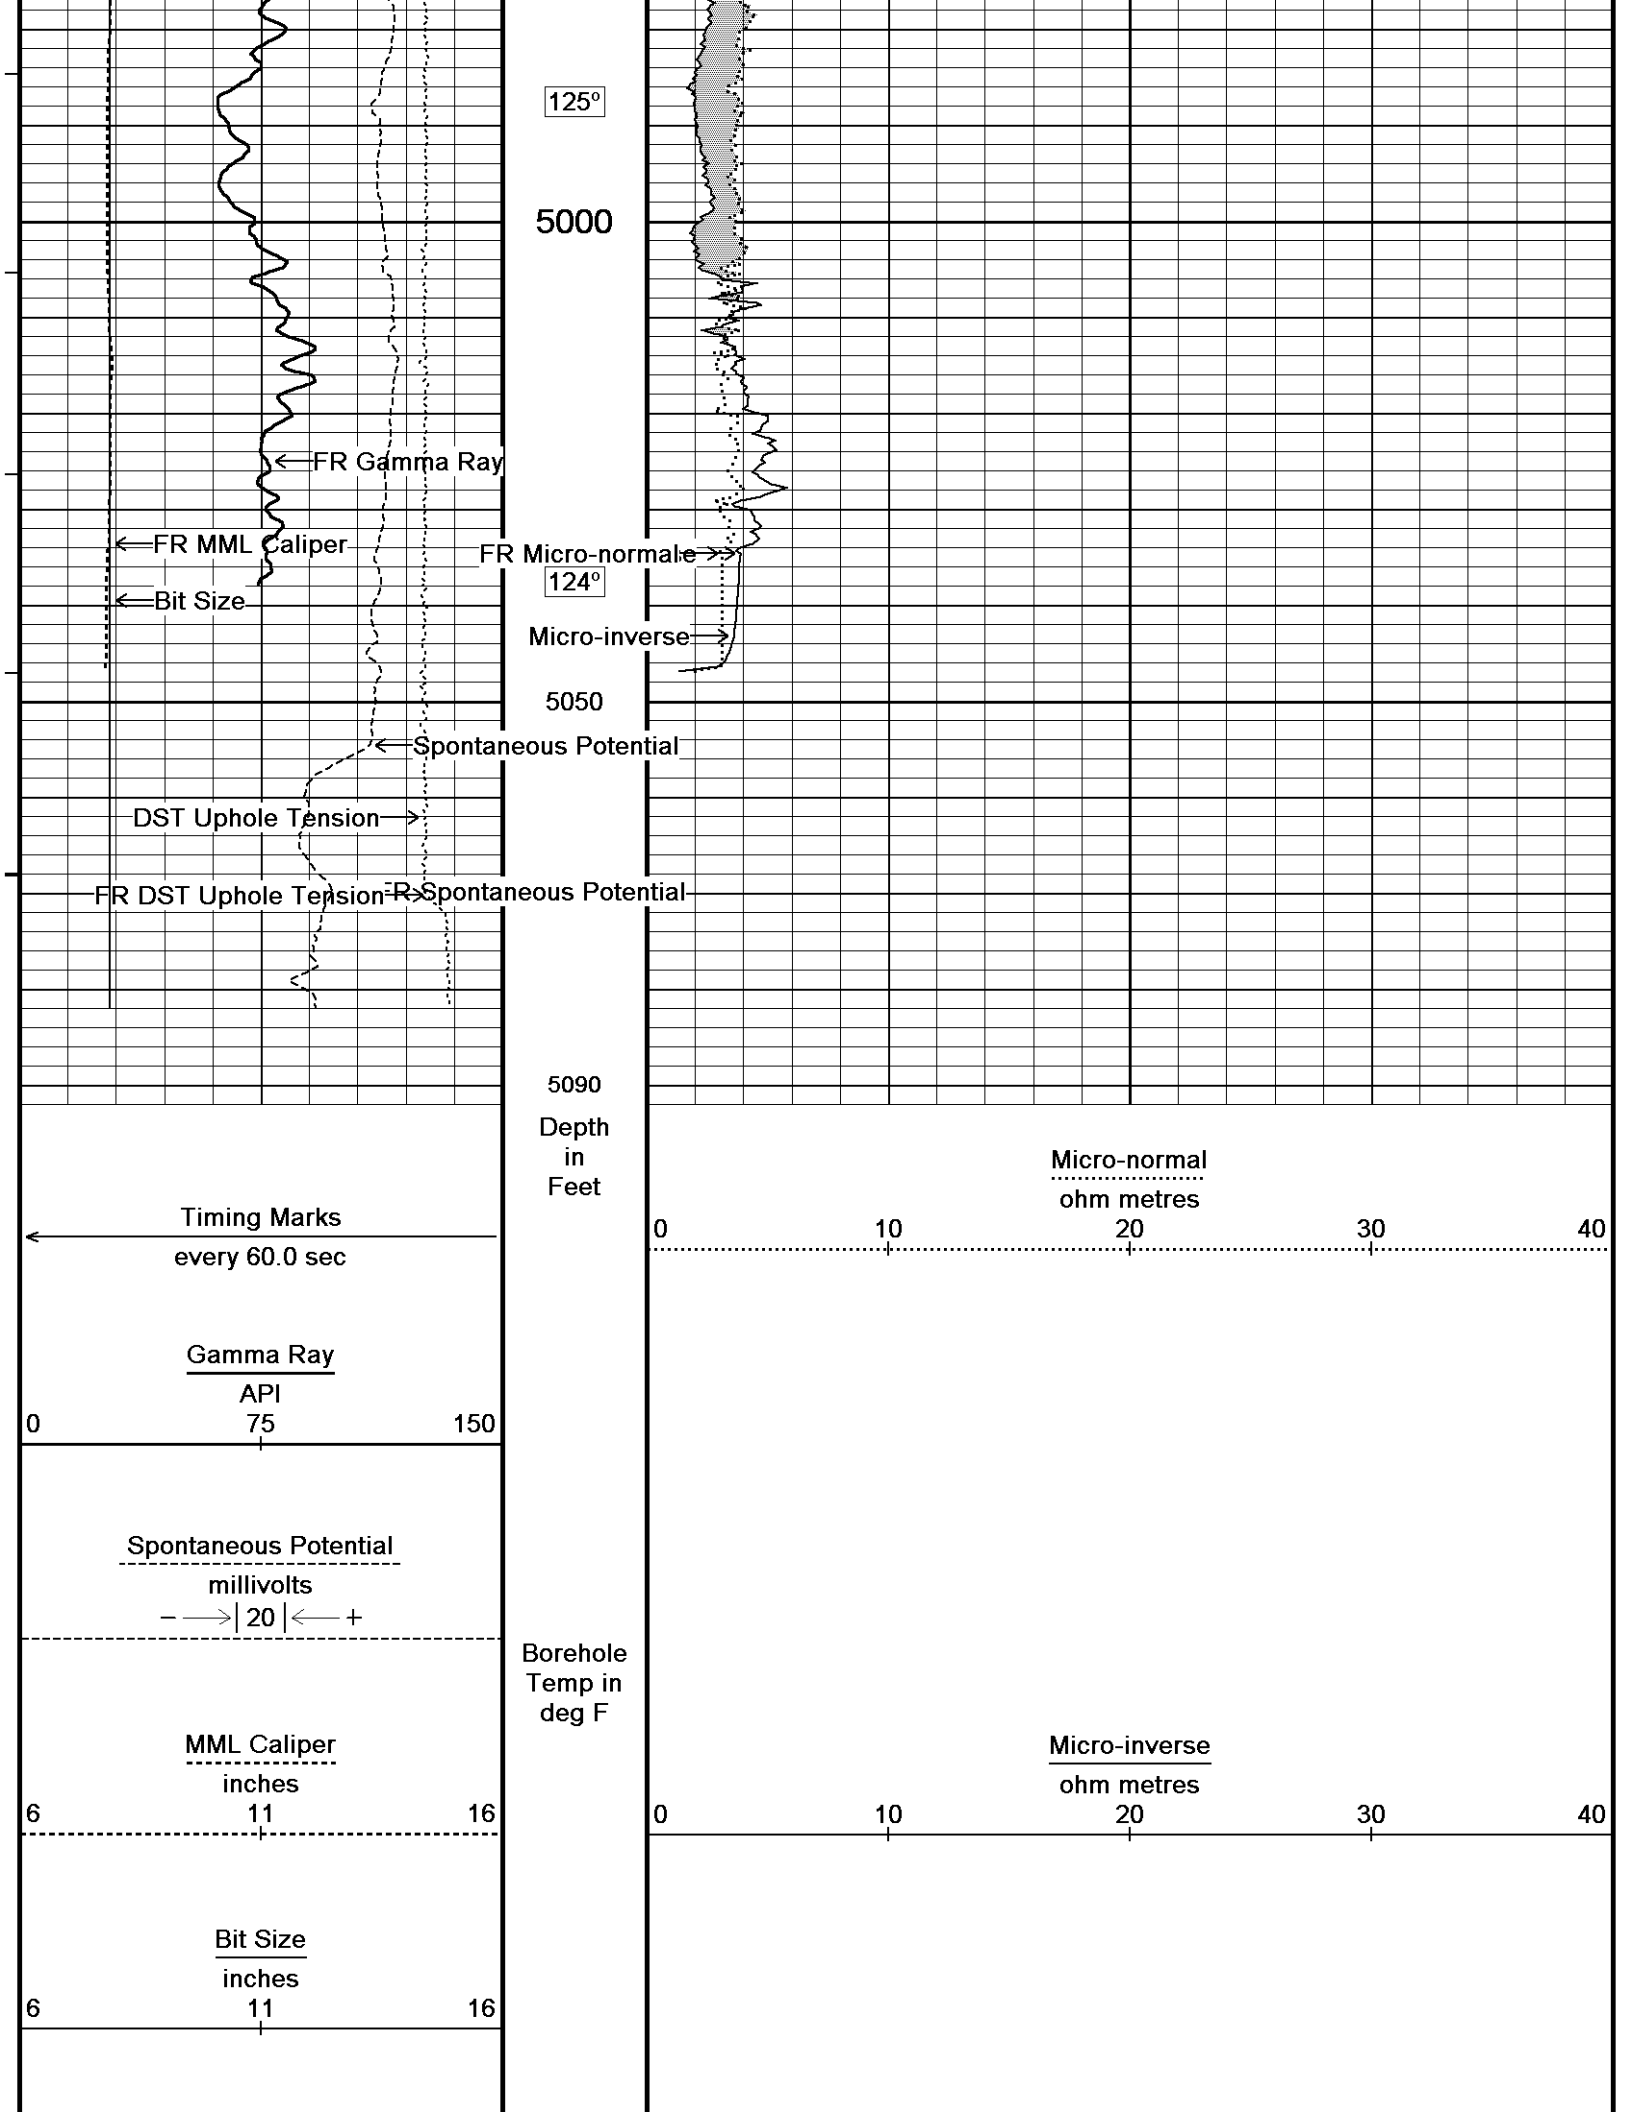 125º
5000
FR Gamma Ray
FR MML Caliper
FR Micro-normal
124º
Bit Size
Micro-inverse
5050
Spontaneous Potential
DST Uphole Tension
FR DST Uphole Tension
FR Spontaneous Potential
5090
Depth
in
Feet
Micro-normal
ohm metres
0 10 20 30 40
Timing Marks
every 60.0 sec
Gamma Ray
API
0 75 150
Spontaneous Potential
millivolts
− 20 +
Borehole
Temp in
deg F
MML Caliper
inches
6 11 16
Micro-inverse
ohm metres
0 10 20 30 40
Bit Size
inches
6 11 16